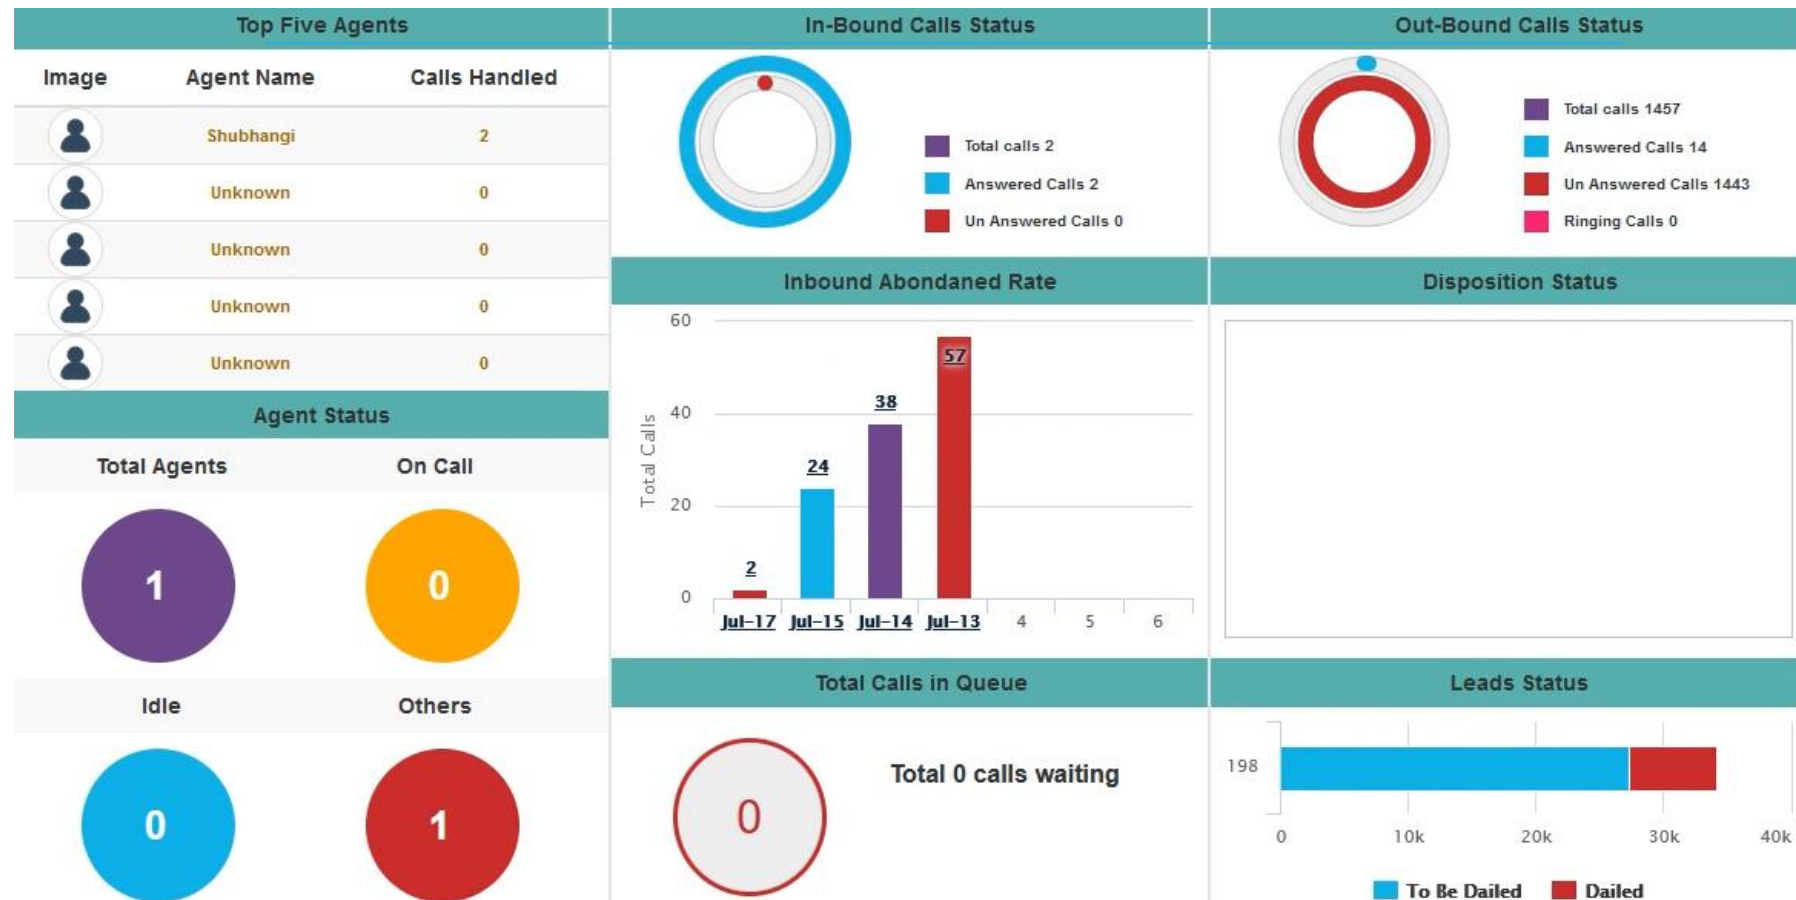 Top Five Agents
Image Agent Name Calls Handled
Shubhangi 2
Unknown 0
Unknown 0
Unknown 0
Unknown 0
Agent Status
Total Agents On Call
1 0
Idle Others
0 1
In-Bound Calls Status
Total calls 2
Answered Calls 2
Un Answered Calls 0
Inbound Abondaned Rate
Total Calls
60
40
20
0
2
24
38
57
Jul-17 Jul-15 Jul-14 Jul-13 4 5 6
Total Calls in Queue
0
Total 0 calls waiting
Out-Bound Calls Status
Total calls 1457
Answered Calls 14
Un Answered Calls 1443
Ringing Calls 0
Disposition Status
Leads Status
198
0 10k 20k 30k 40k
To Be Dailed Dailed